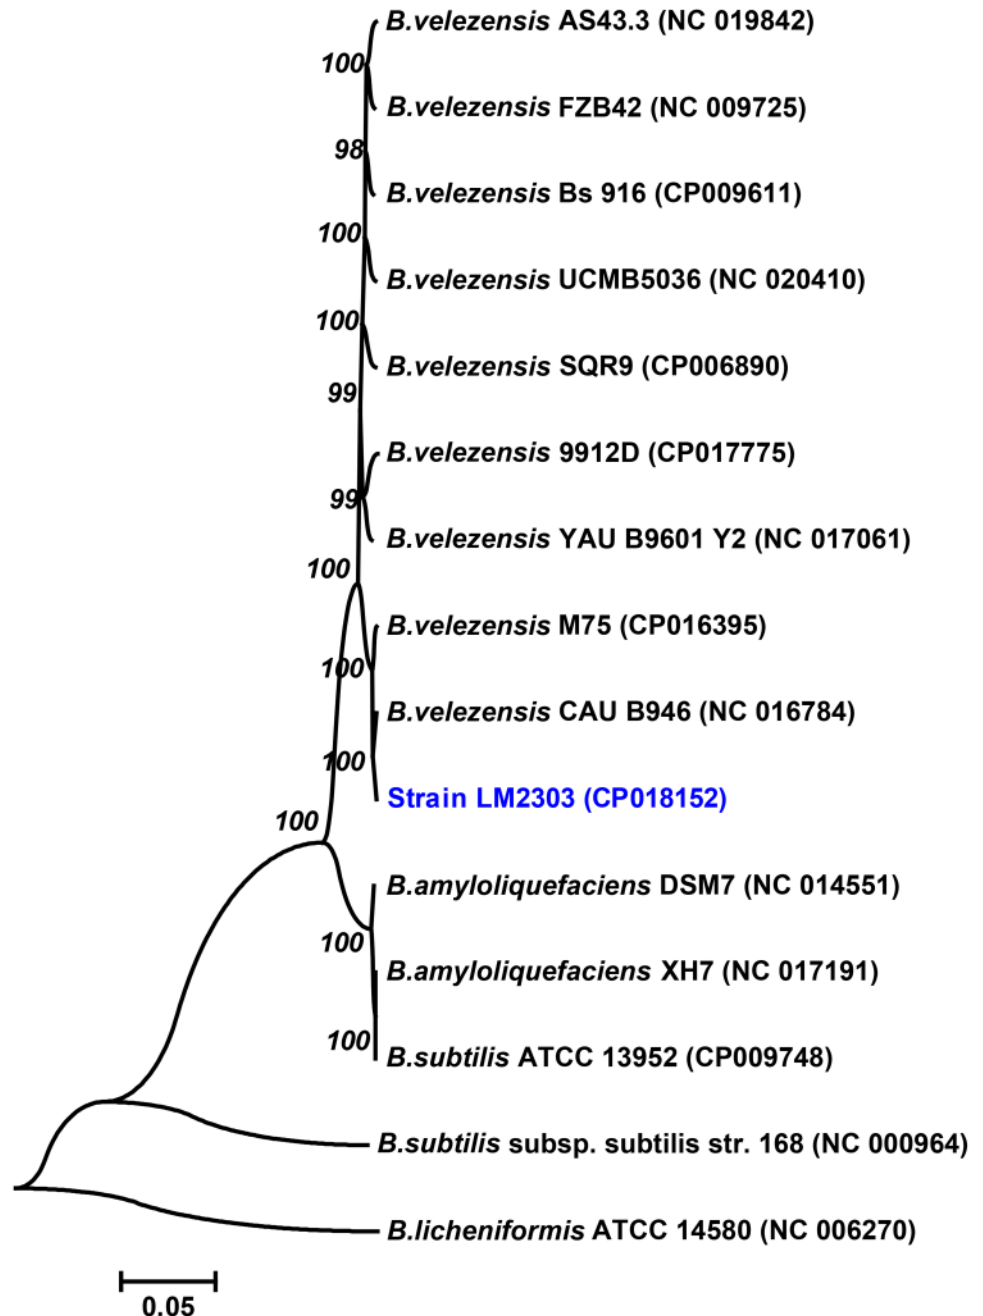 B.velezensis AS43.3 (NC 019842)
100
B.velezensis FZB42 (NC 009725)
98
B.velezensis Bs 916 (CP009611)
100
B.velezensis UCMB5036 (NC 020410)
100
B.velezensis SQR9 (CP006890)
99
B.velezensis 9912D (CP017775)
99
B.velezensis YAU B9601 Y2 (NC 017061)
100
B.velezensis M75 (CP016395)
100
B.velezensis CAU B946 (NC 016784)
100
Strain LM2303 (CP018152)
100
B.amyloliquefaciens DSM7 (NC 014551)
100
B.amyloliquefaciens XH7 (NC 017191)
100
B.subtilis ATCC 13952 (CP009748)
B.subtilis subsp. subtilis str. 168 (NC 000964)
B.licheniformis ATCC 14580 (NC 006270)
0.05